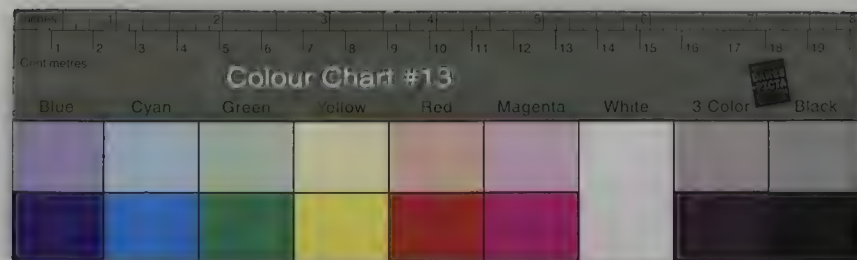 Inches 1 2 3 4 5 6 7 8
1 2 3 4 5 6 7 8 9 10 11 12 13 14 15 16 17 18 19
Centimetres
Colour Chart #13
Blue Cyan Green Yellow Red Magenta White 3 Color Black